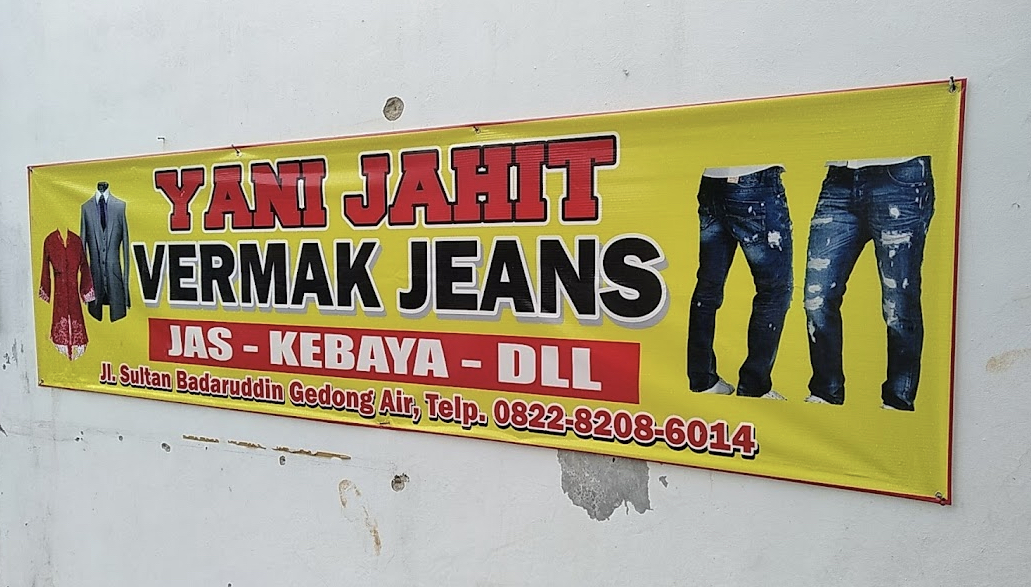 YANI JAHIT
VERMAK JEANS
JAS - KEBAYA - DLL
Jl. Sultan Badaruddin Gedong Air, Telp. 0822-8208-6014